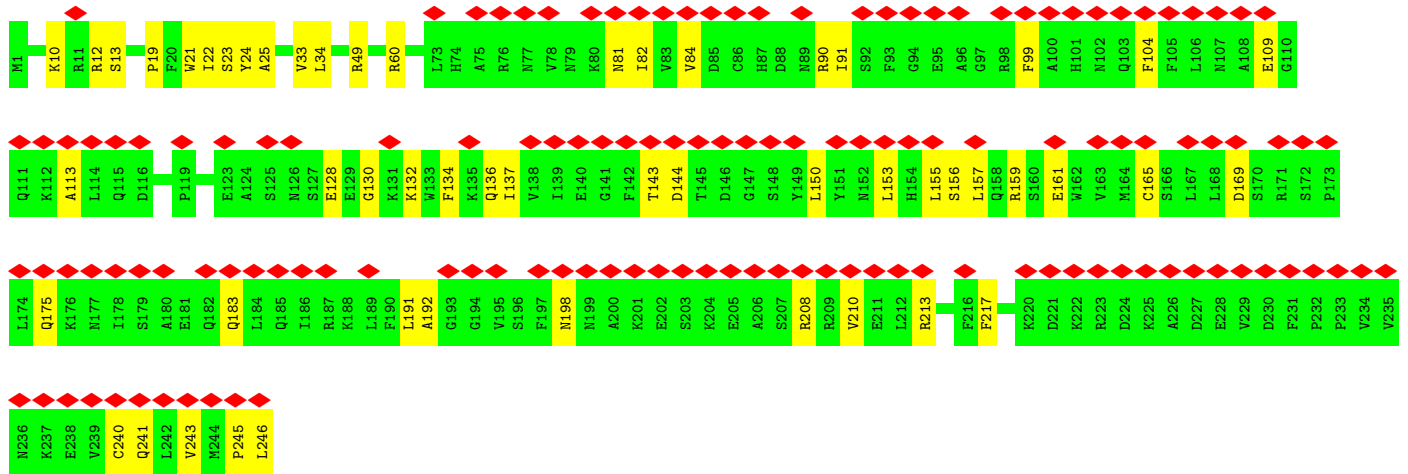 M1 K10 R11 R12 S13 P19 F20 W21 I22 S23 Y24 A25 V33 L34 R49 R60 L73 H74 A75 R76 N77 V78 N79 K80 N81 I82 V83 V84 D85 C86 H87 D88 N89 R90 I91 S92 F93 G94 E95 A96 G97 R98 F99 A100 H101 N102 Q103 F104 F105 L106 N107 A108 E109 G110
Q111 K112 A113 L114 Q115 D116 P119 E123 A124 S125 N126 S127 E128 E129 G130 K131 K132 W133 F134 K135 Q136 I137 V138 I139 E140 G141 F142 T143 D144 T145 D146 G147 S148 Y149 L150 Y151 N152 L153 H154 L155 S156 L157 Q158 R159 S160 E161 W162 V163 M164 C165 S166 L167 L168 D169 S170 R171 S172 P173
L174 Q175 K176 N177 I178 S179 A180 E181 Q182 Q183 L184 Q185 I186 R187 K188 L189 F190 L191 A192 G193 G194 V195 S196 F197 N198 N199 A200 K201 E202 S203 K204 E205 A206 S207 R208 R209 V210 E211 L212 R213 F216 F217 K220 D221 K222 R223 D224 K225 A226 D227 E228 V229 D230 F231 P232 P233 V234 V235
N236 K237 E238 V239 C240 Q241 L242 V243 M244 P245 L246